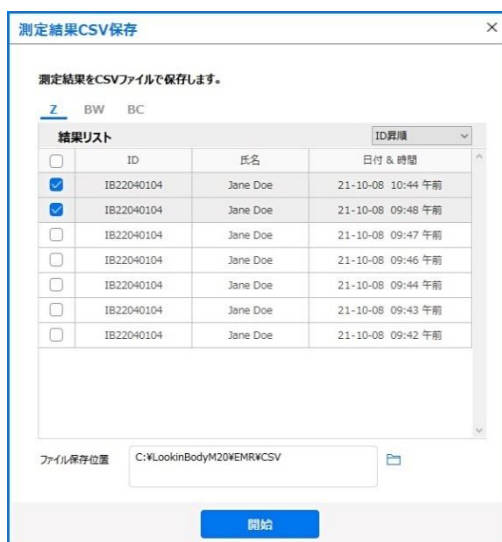 測定結果CSV保存
測定結果をCSVファイルで保存します。
Z BW BC
結果リスト ID昇順
ID 氏名 日付 & 時間
IB22040104 Jane Doe 21-10-08 10:44 午前
IB22040104 Jane Doe 21-10-08 09:48 午前
IB22040104 Jane Doe 21-10-08 09:47 午前
IB22040104 Jane Doe 21-10-08 09:46 午前
IB22040104 Jane Doe 21-10-08 09:44 午前
IB22040104 Jane Doe 21-10-08 09:43 午前
IB22040104 Jane Doe 21-10-08 09:42 午前
ファイル保存位置 C:¥LookinBodyM20¥EMR¥CSV
開始